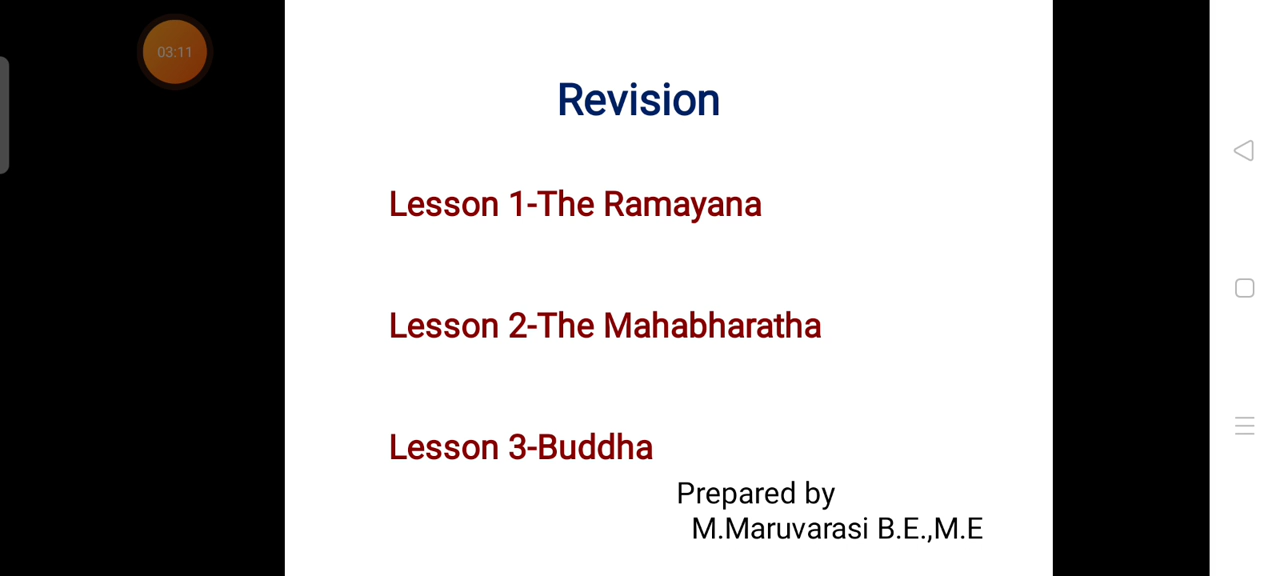 03:11
Revision
Lesson 1-The Ramayana
Lesson 2-The Mahabharatha
Lesson 3-Buddha
Prepared by
M.Maruvarasi B.E.,M.E